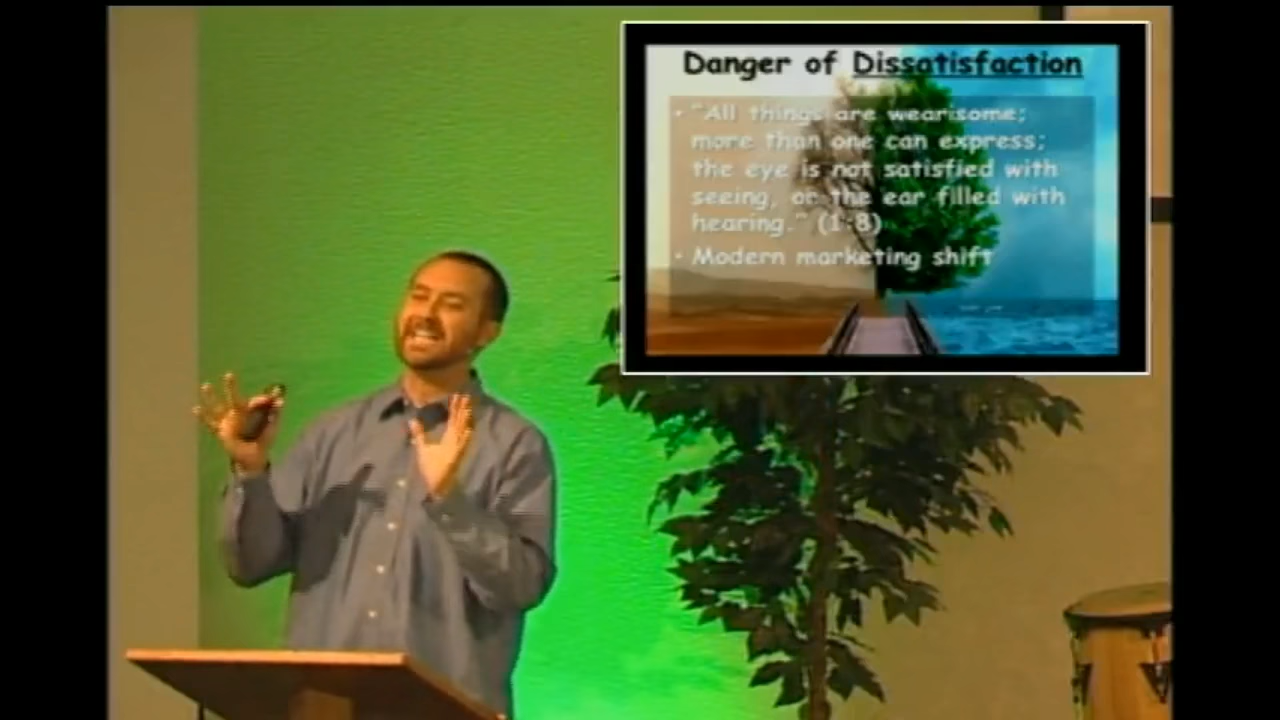 Danger of Dissatisfaction
• "All things are wearisome;
more than one can express;
the eye is not satisfied with
seeing, or the ear filled with
hearing." (1:8)
• Modern marketing shift